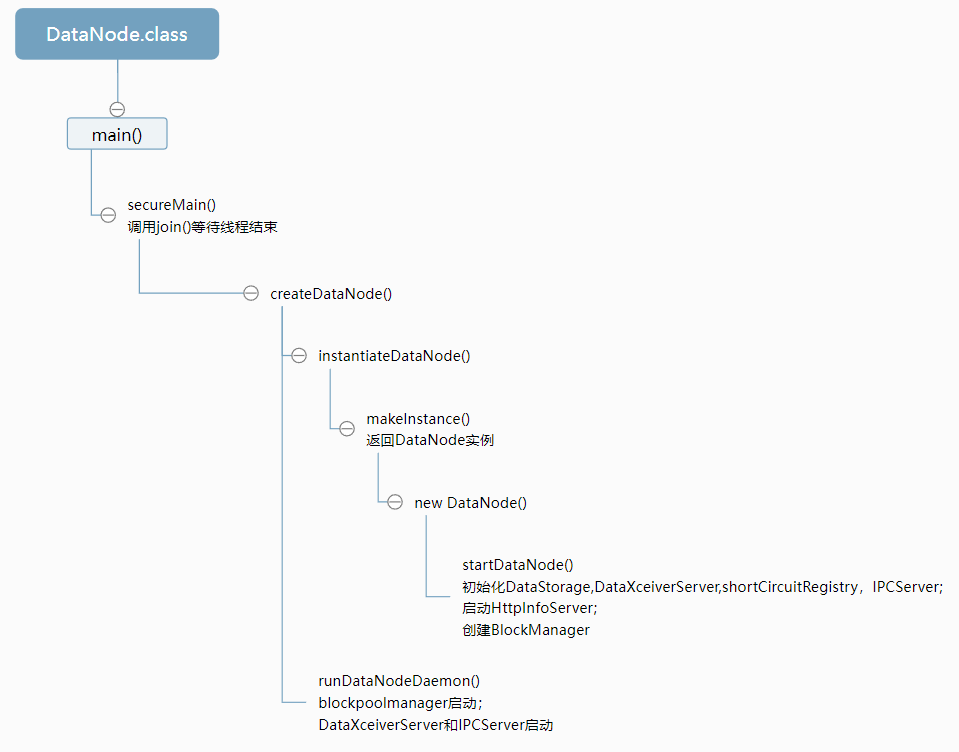 DataNode.class
main()
secureMain()
调用join()等待线程结束
createDataNode()
instantiateDataNode()
makeInstance()
返回DataNode实例
new DataNode()
startDataNode()
初始化DataStorage,DataXceiverServer,shortCircuitRegistry，IPCServer;
启动HttpInfoServer;
创建BlockManager
runDataNodeDaemon()
blockpoolmanager启动；
DataXceiverServer和IPCServer启动